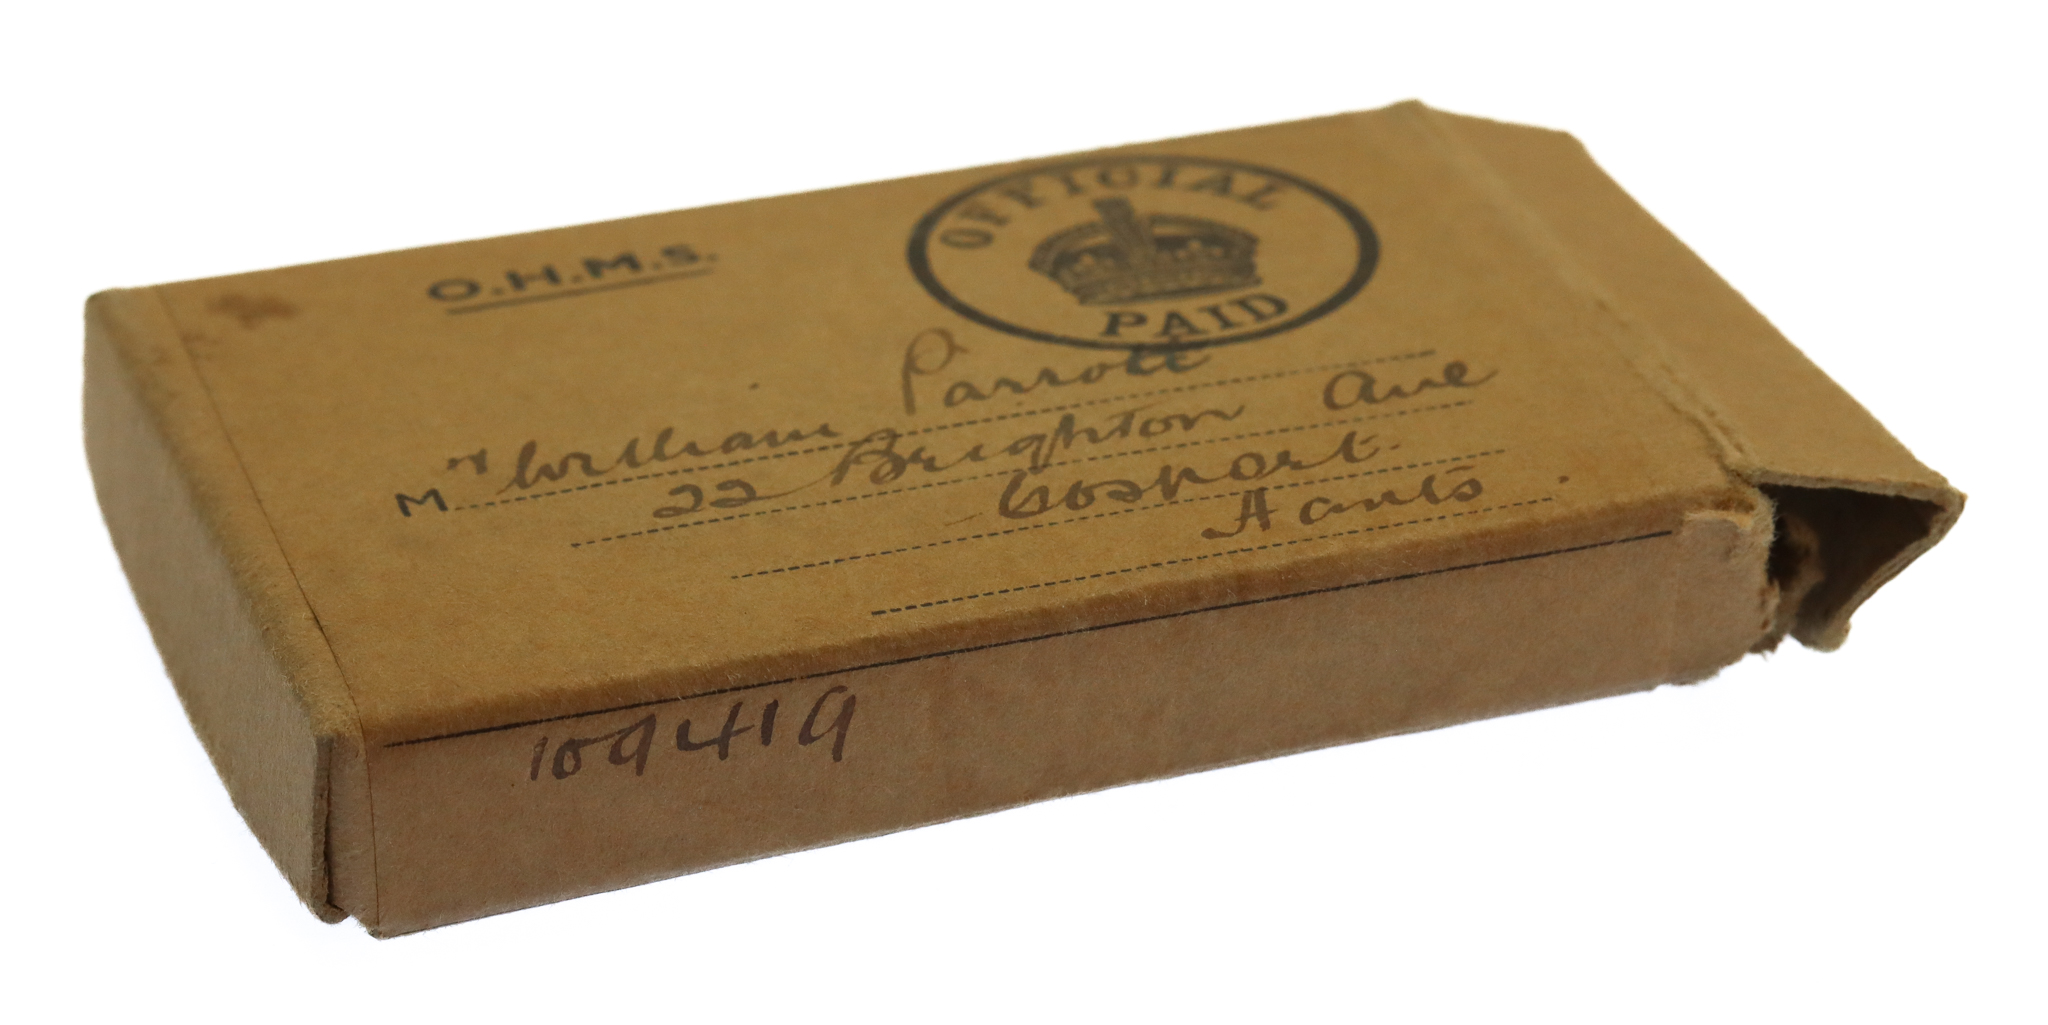 O.H.M.S.
OFFICIAL
PAID
Mr William Parrott
22 Brighton Ave
Gosport.
Hants.
109419